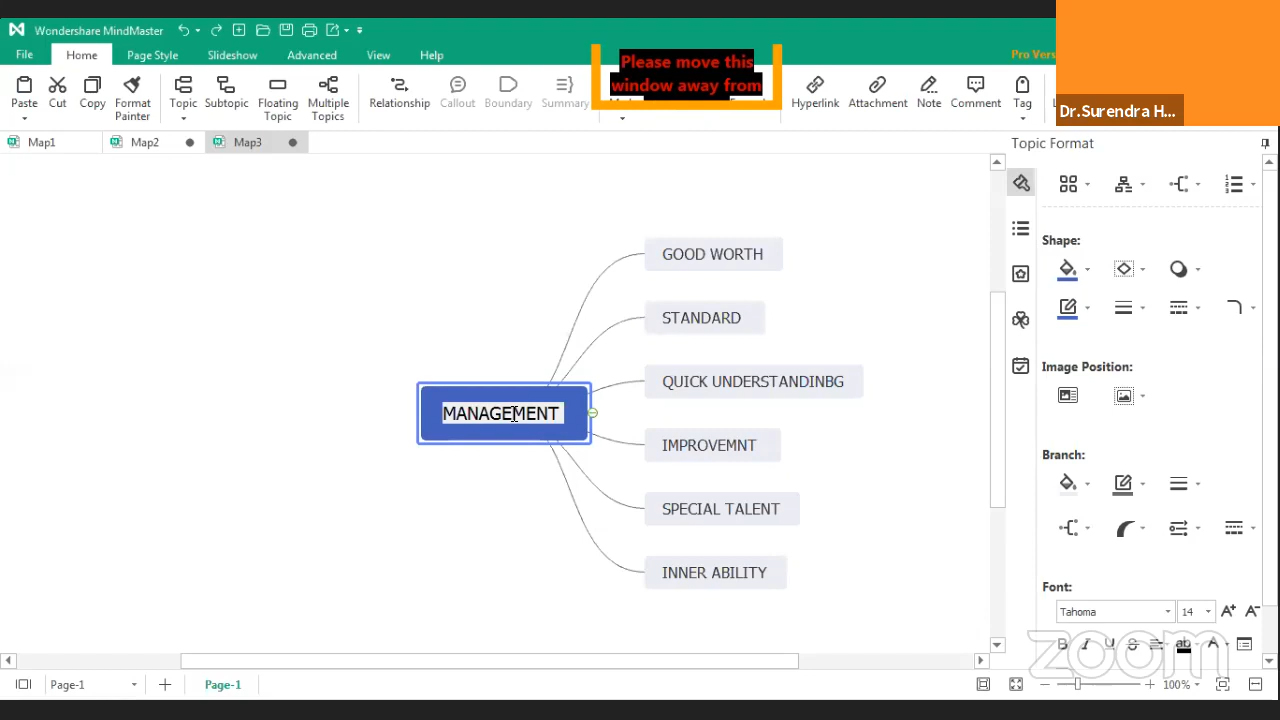 Wondershare MindMaster
File Home Page Style Slideshow Advanced View Help Pro Vers
Please move this
window away from
Paste Cut Copy Format Painter Topic Subtopic Floating Topic Multiple Topics Relationship Callout Boundary Summary Hyperlink Attachment Note Comment Tag
Dr.Surendra H...
Map1 Map2 Map3
Topic Format
GOOD WORTH
STANDARD
QUICK UNDERSTANDINBG
MANAGEMENT
IMPROVEMNT
SPECIAL TALENT
INNER ABILITY
Shape:
Image Position:
Branch:
Font:
Tahoma 14
zoom
Page-1 Page-1 100%